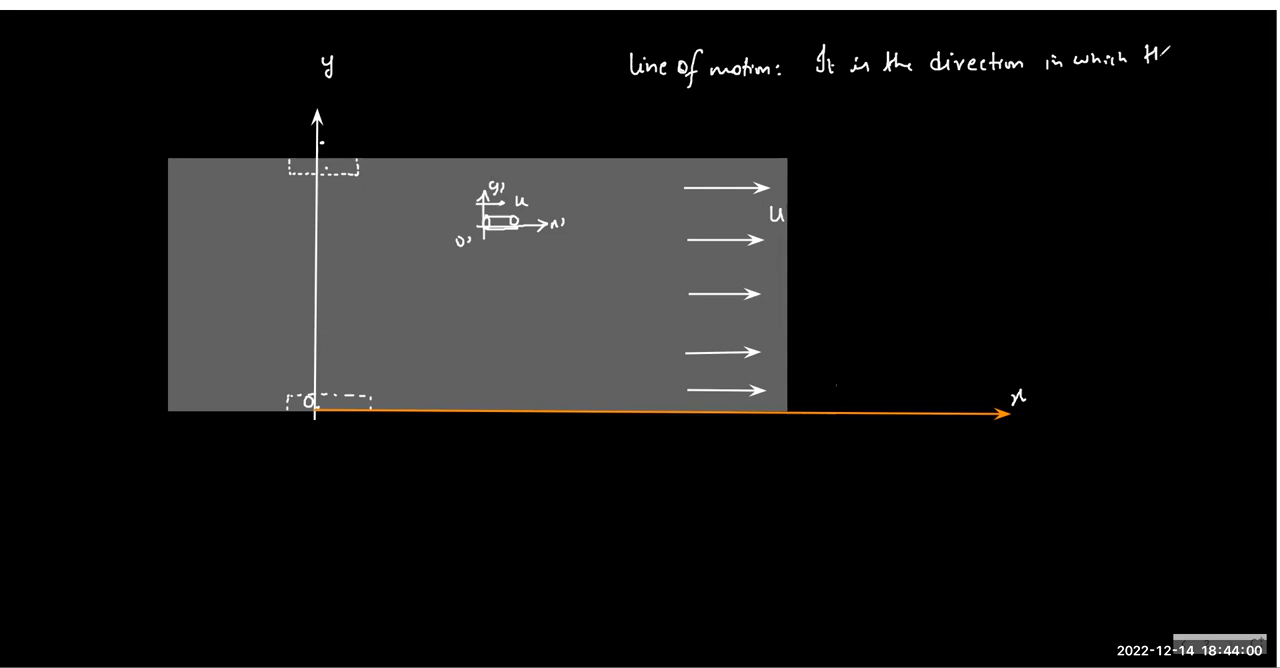 y
Line of motion: It is the direction in which
y'
u
x'
o'
U
O
x
2022-12-14 18:44:00